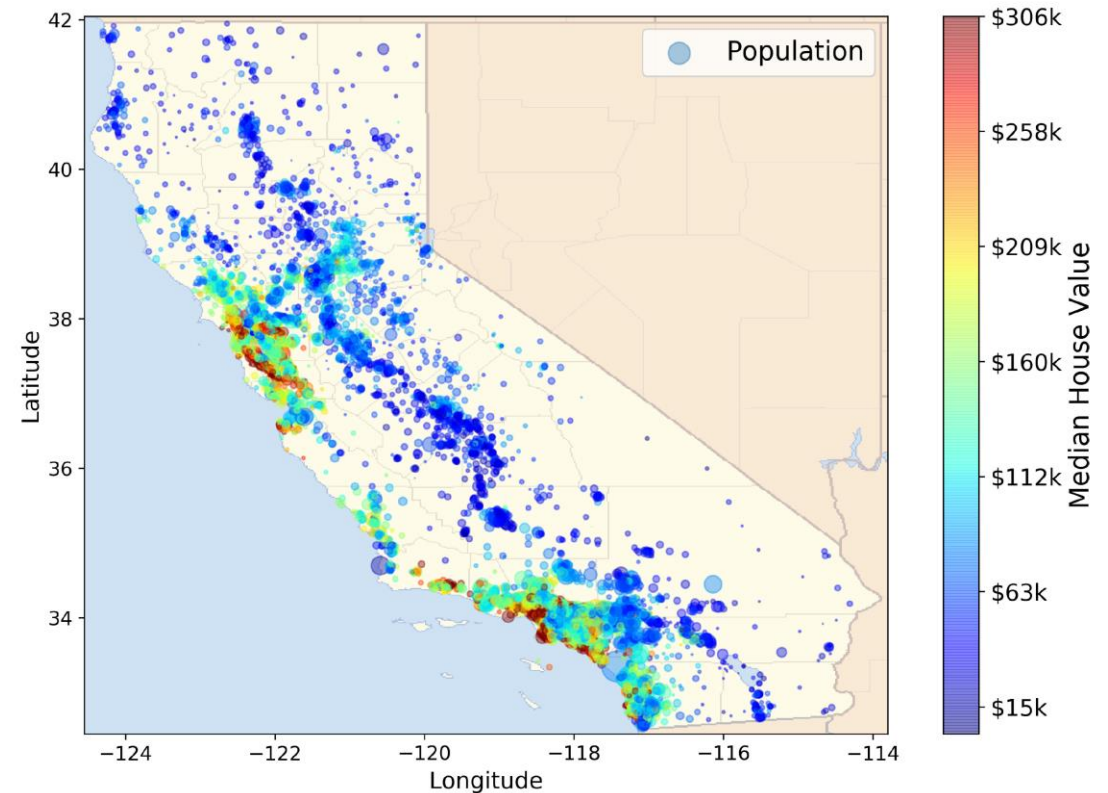 42
40
38
36
34
Latitude
−124
−122
−120
−118
−116
−114
Longitude
Population
$306k
$258k
$209k
$160k
$112k
$63k
$15k
Median House Value